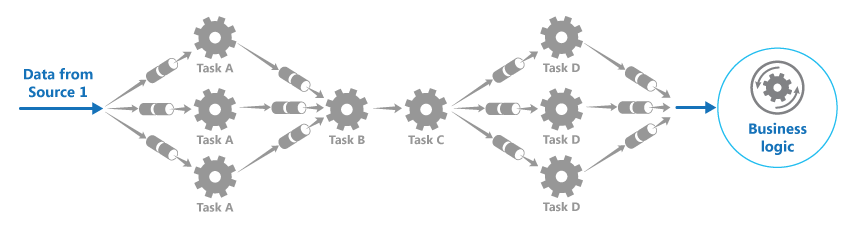 Data from
Source 1
Task A
Task A
Task A
Task B
Task C
Task D
Task D
Task D
Business
logic